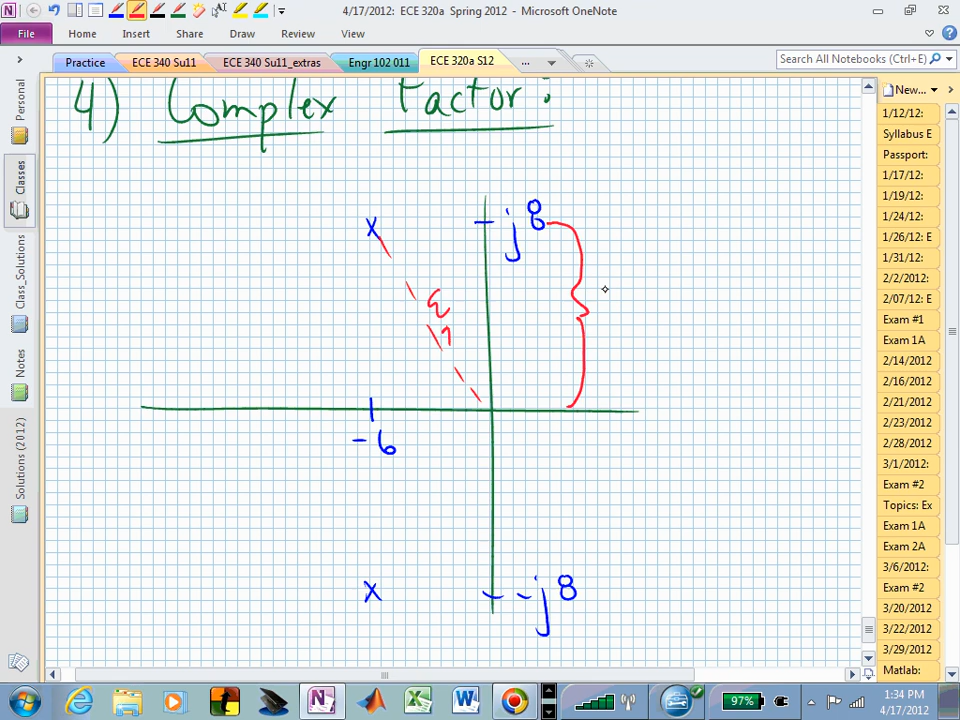 4/17/2012: ECE 320a Spring 2012 - Microsoft OneNote
File Home Insert Share Draw Review View
Practice ECE 340 Su11 ECE 340 Su11_extras Engr 102 011 ECE 320a S12 ... Search All Notebooks (Ctrl+E)
Personal
Classes
Class_Solutions
Notes
Solutions (2012)
4) Complex Factor:
x j8
-6
x -j8
New...
1/12/12:
Syllabus E
Passport:
1/17/12:
1/19/12:
1/24/12:
1/26/12: E
1/31/12:
2/2/2012:
2/07/12: E
Exam #1
Exam 1A
2/14/2012
2/16/2012
2/21/2012
2/23/2012
2/28/2012
3/1/2012:
Exam #2
Topics: Ex
Exam 1A
Exam 2A
3/6/2012:
Exam #2
3/20/2012
3/22/2012
3/29/2012
Matlab:
97%
1:34 PM
4/17/2012